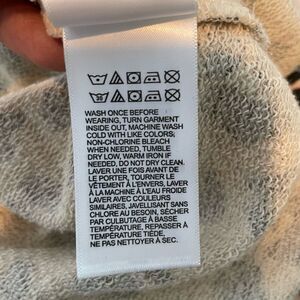 WASH ONCE BEFORE
WEARING, TURN GARMENT
INSIDE OUT, MACHINE WASH
COLD WITH LIKE COLORS;
NON-CHLORINE BLEACH
WHEN NEEDED, TUMBLE
DRY LOW, WARM IRON IF
NEEDED, DO NOT DRY CLEAN.
LAVER UNE FOIS AVANT DE
LE PORTER, TOURNER LE
VÊTEMENT À L'ENVERS, LAVER
À LA MACHINE À L'EAU FROIDE
LAVER AVEC COULEURS
SIMILAIRES, JAVELLISANT SANS
CHLORE AU BESOIN, SÉCHER
PAR CULBUTAGE À BASSE
TEMPÉRATURE, REPASSER À
TEMPÉRATURE TIÈDE,
NE PAS NETTOYER À SEC.